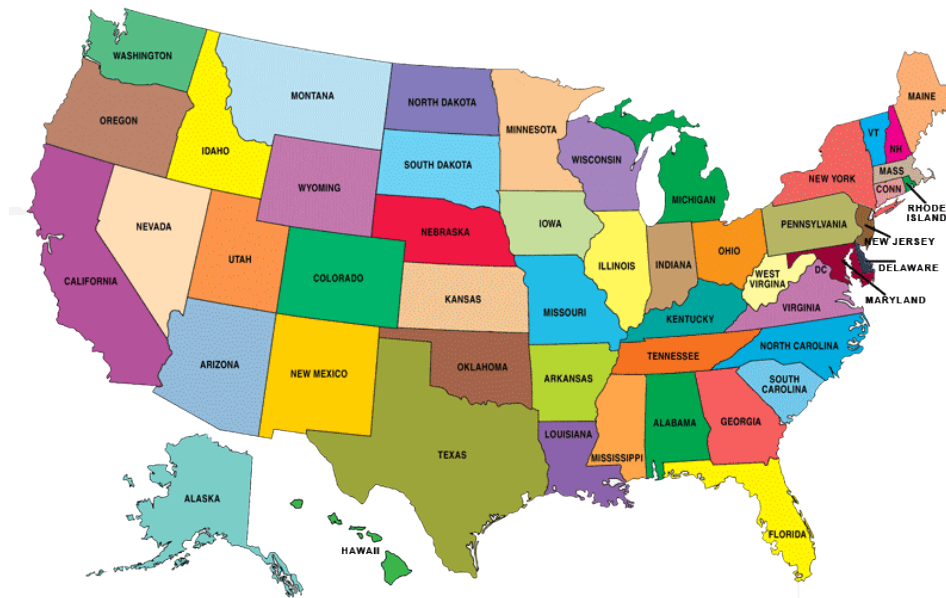 WASHINGTON
OREGON
CALIFORNIA
NEVADA
IDAHO
MONTANA
WYOMING
UTAH
COLORADO
ARIZONA
NEW MEXICO
NORTH DAKOTA
SOUTH DAKOTA
NEBRASKA
KANSAS
OKLAHOMA
TEXAS
MINNESOTA
IOWA
MISSOURI
ARKANSAS
LOUISIANA
WISCONSIN
ILLINOIS
MICHIGAN
INDIANA
OHIO
KENTUCKY
TENNESSEE
MISSISSIPPI
ALABAMA
GEORGIA
FLORIDA
SOUTH
CAROLINA
NORTH CAROLINA
VIRGINIA
WEST
VIRGINA
DC
MARYLAND
DELAWARE
NEW JERSEY
PENNSYLVANIA
NEW YORK
CONN
RHODE
ISLAND
MASS
VT
NH
MAINE
ALASKA
HAWAII